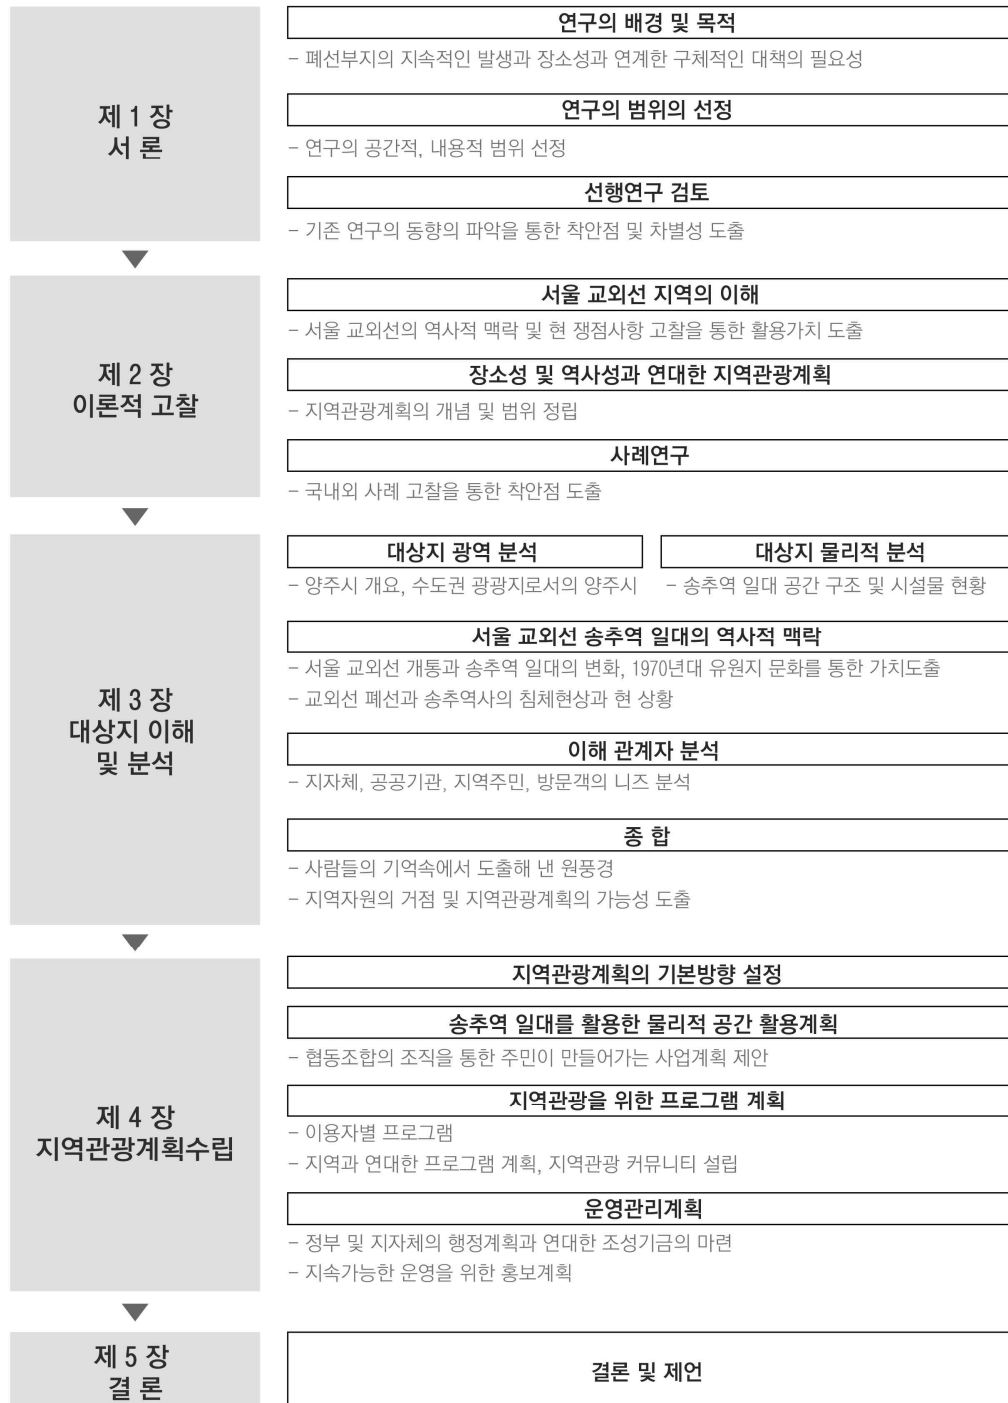 제 1 장
서 론
연구의 배경 및 목적
- 폐선부지의 지속적인 발생과 장소성과 연계한 구체적인 대책의 필요성
연구의 범위의 선정
- 연구의 공간적, 내용적 범위 선정
선행연구 검토
- 기존 연구의 동향의 파악을 통한 착안점 및 차별성 도출
제 2 장
이론적 고찰
서울 교외선 지역의 이해
- 서울 교외선의 역사적 맥락 및 현 쟁점사항 고찰을 통한 활용가치 도출
장소성 및 역사성과 연대한 지역관광계획
- 지역관광계획의 개념 및 범위 정립
사례연구
- 국내외 사례 고찰을 통한 착안점 도출
제 3 장
대상지 이해
및 분석
대상지 광역 분석
- 양주시 개요, 수도권 광광지로서의 양주시
대상지 물리적 분석
- 송추역 일대 공간 구조 및 시설물 현황
서울 교외선 송추역 일대의 역사적 맥락
- 서울 교외선 개통과 송추역 일대의 변화, 1970년대 유원지 문화를 통한 가치도출
- 교외선 폐선과 송추역사의 침체현상과 현 상황
이해 관계자 분석
- 지자체, 공공기관, 지역주민, 방문객의 니즈 분석
종 합
- 사람들의 기억속에서 도출해 낸 원풍경
- 지역자원의 거점 및 지역관광계획의 가능성 도출
제 4 장
지역관광계획수립
지역관광계획의 기본방향 설정
송추역 일대를 활용한 물리적 공간 활용계획
- 협동조합의 조직을 통한 주민이 만들어가는 사업계획 제안
지역관광을 위한 프로그램 계획
- 이용자별 프로그램
- 지역과 연대한 프로그램 계획, 지역관광 커뮤니티 설립
운영관리계획
- 정부 및 지자체의 행정계획과 연대한 조성기금의 마련
- 지속가능한 운영을 위한 홍보계획
제 5 장
결 론
결론 및 제언